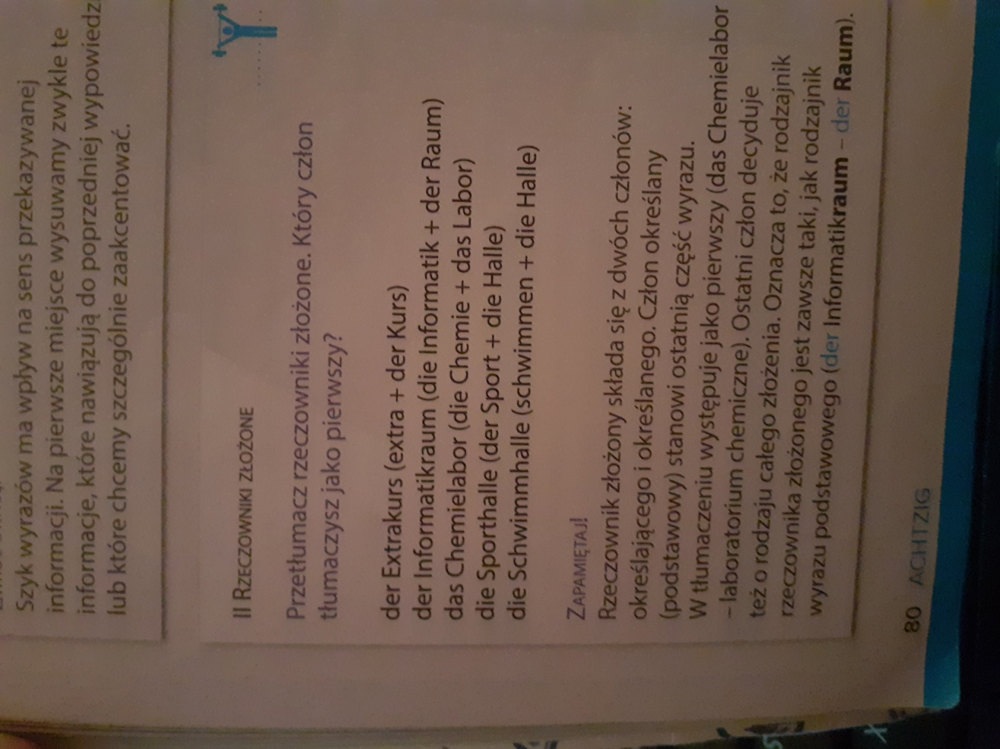 Szyk wyrazów ma wpływ na sens przekazywanej
informacji. Na pierwsze miejsce wysuwamy zwykle te
informacje, które nawiązują do poprzedniej wypowiedzi
lub które chcemy szczególnie zaakcentować.
II RZECZOWNIKI ZŁOŻONE
Przetłumacz rzeczowniki złożone. Który człon
tłumaczysz jako pierwszy?
der Extrakurs (extra + der Kurs)
der Informatikraum (die Informatik + der Raum)
das Chemielabor (die Chemie + das Labor)
die Sporthalle (der Sport + die Halle)
die Schwimmhalle (schwimmen + die Halle)
ZAPAMIĘTAJ!
Rzeczownik złożony składa się z dwóch członów:
określającego i określanego. Człon określany
(podstawowy) stanowi ostatnią część wyrazu.
W tłumaczeniu występuje jako pierwszy (das Chemielabor
– laboratorium chemiczne). Ostatni człon decyduje
też o rodzaju całego złożenia. Oznacza to, że rodzajnik
rzeczownika złożonego jest zawsze taki, jak rodzajnik
wyrazu podstawowego (der Informatikraum – der Raum).
80 ACHTZIG